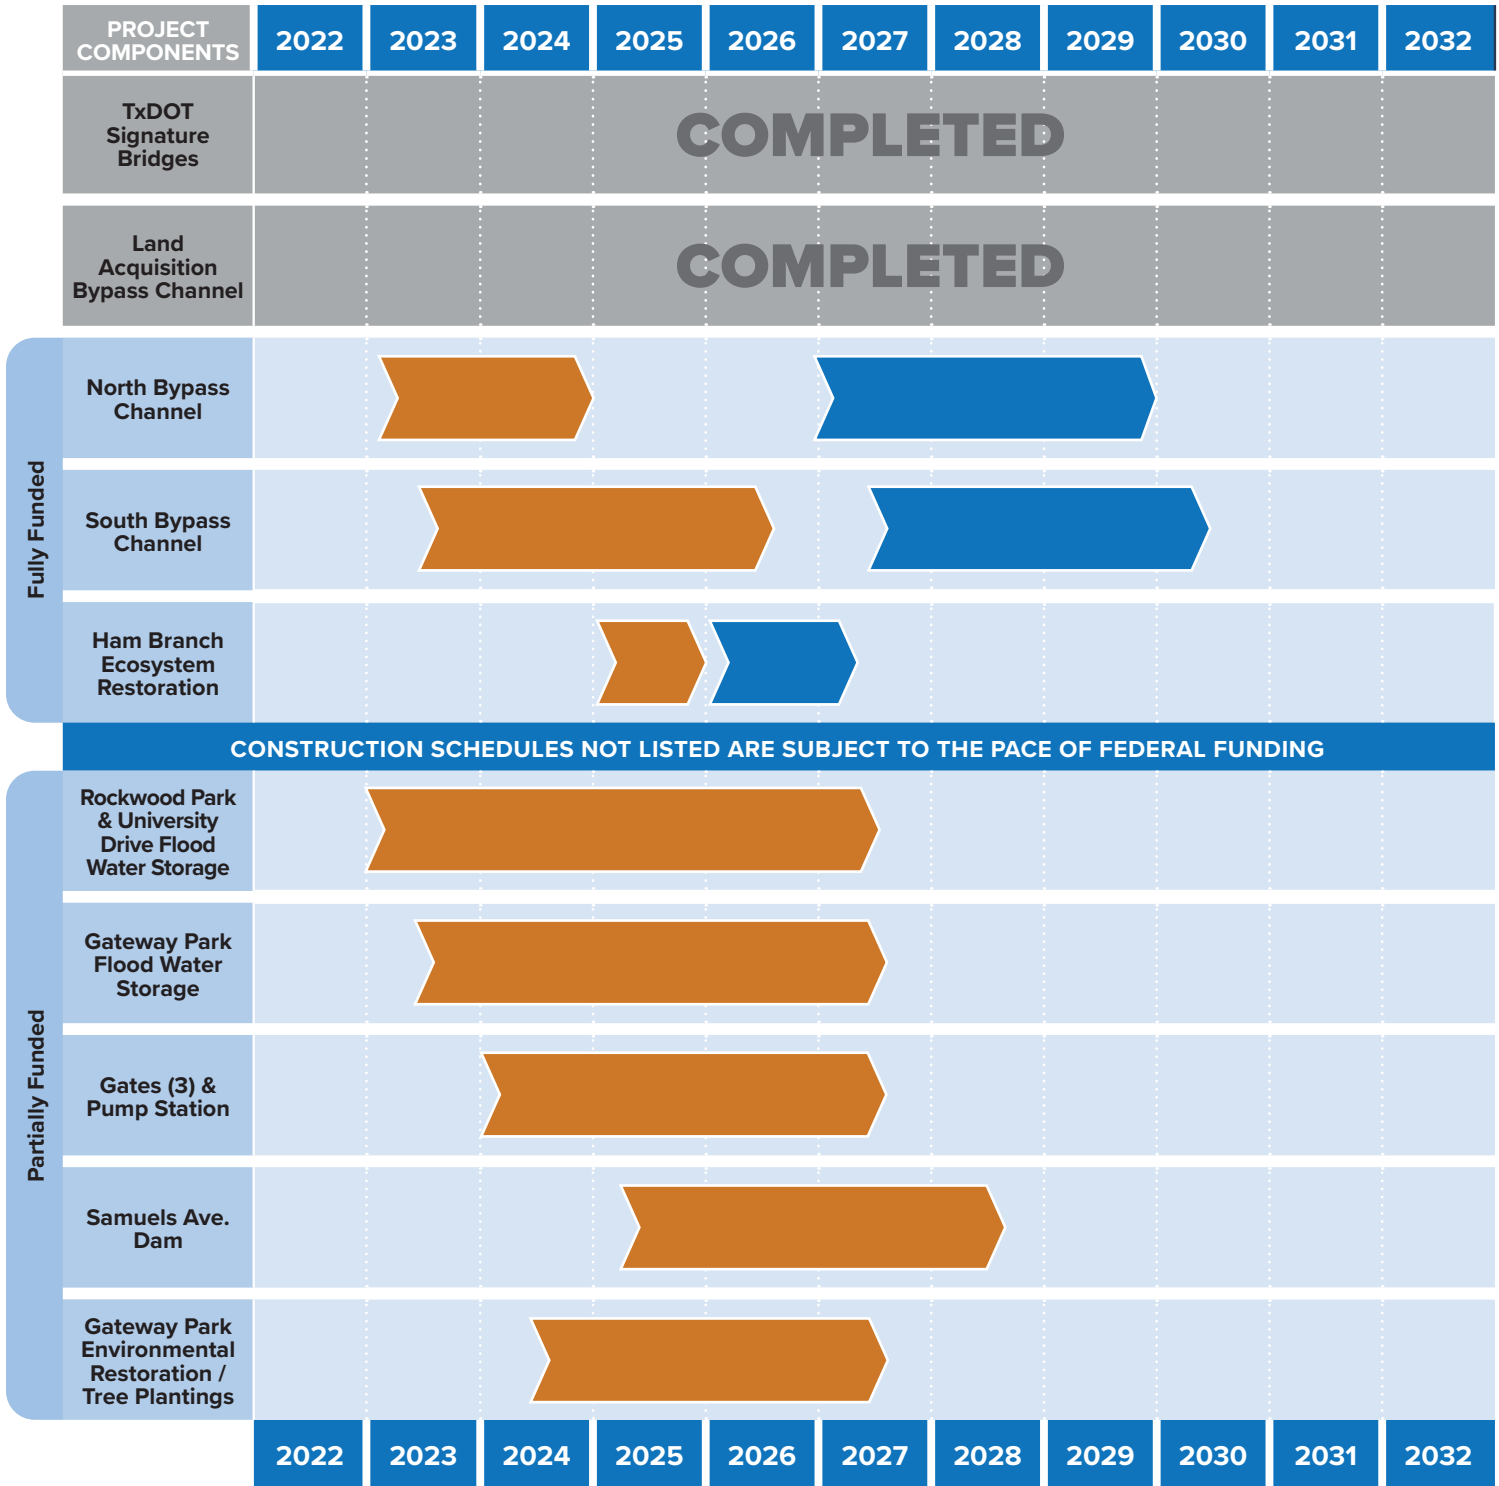 PROJECT
COMPONENTS
2022 2023 2024 2025 2026 2027 2028 2029 2030 2031 2032
TxDOT
Signature
Bridges
COMPLETED
Land
Acquisition
Bypass Channel
COMPLETED
Fully Funded
North Bypass
Channel
South Bypass
Channel
Ham Branch
Ecosystem
Restoration
CONSTRUCTION SCHEDULES NOT LISTED ARE SUBJECT TO THE PACE OF FEDERAL FUNDING
Partially Funded
Rockwood Park
& University
Drive Flood
Water Storage
Gateway Park
Flood Water
Storage
Gates (3) &
Pump Station
Samuels Ave.
Dam
Gateway Park
Environmental
Restoration /
Tree Plantings
2022 2023 2024 2025 2026 2027 2028 2029 2030 2031 2032